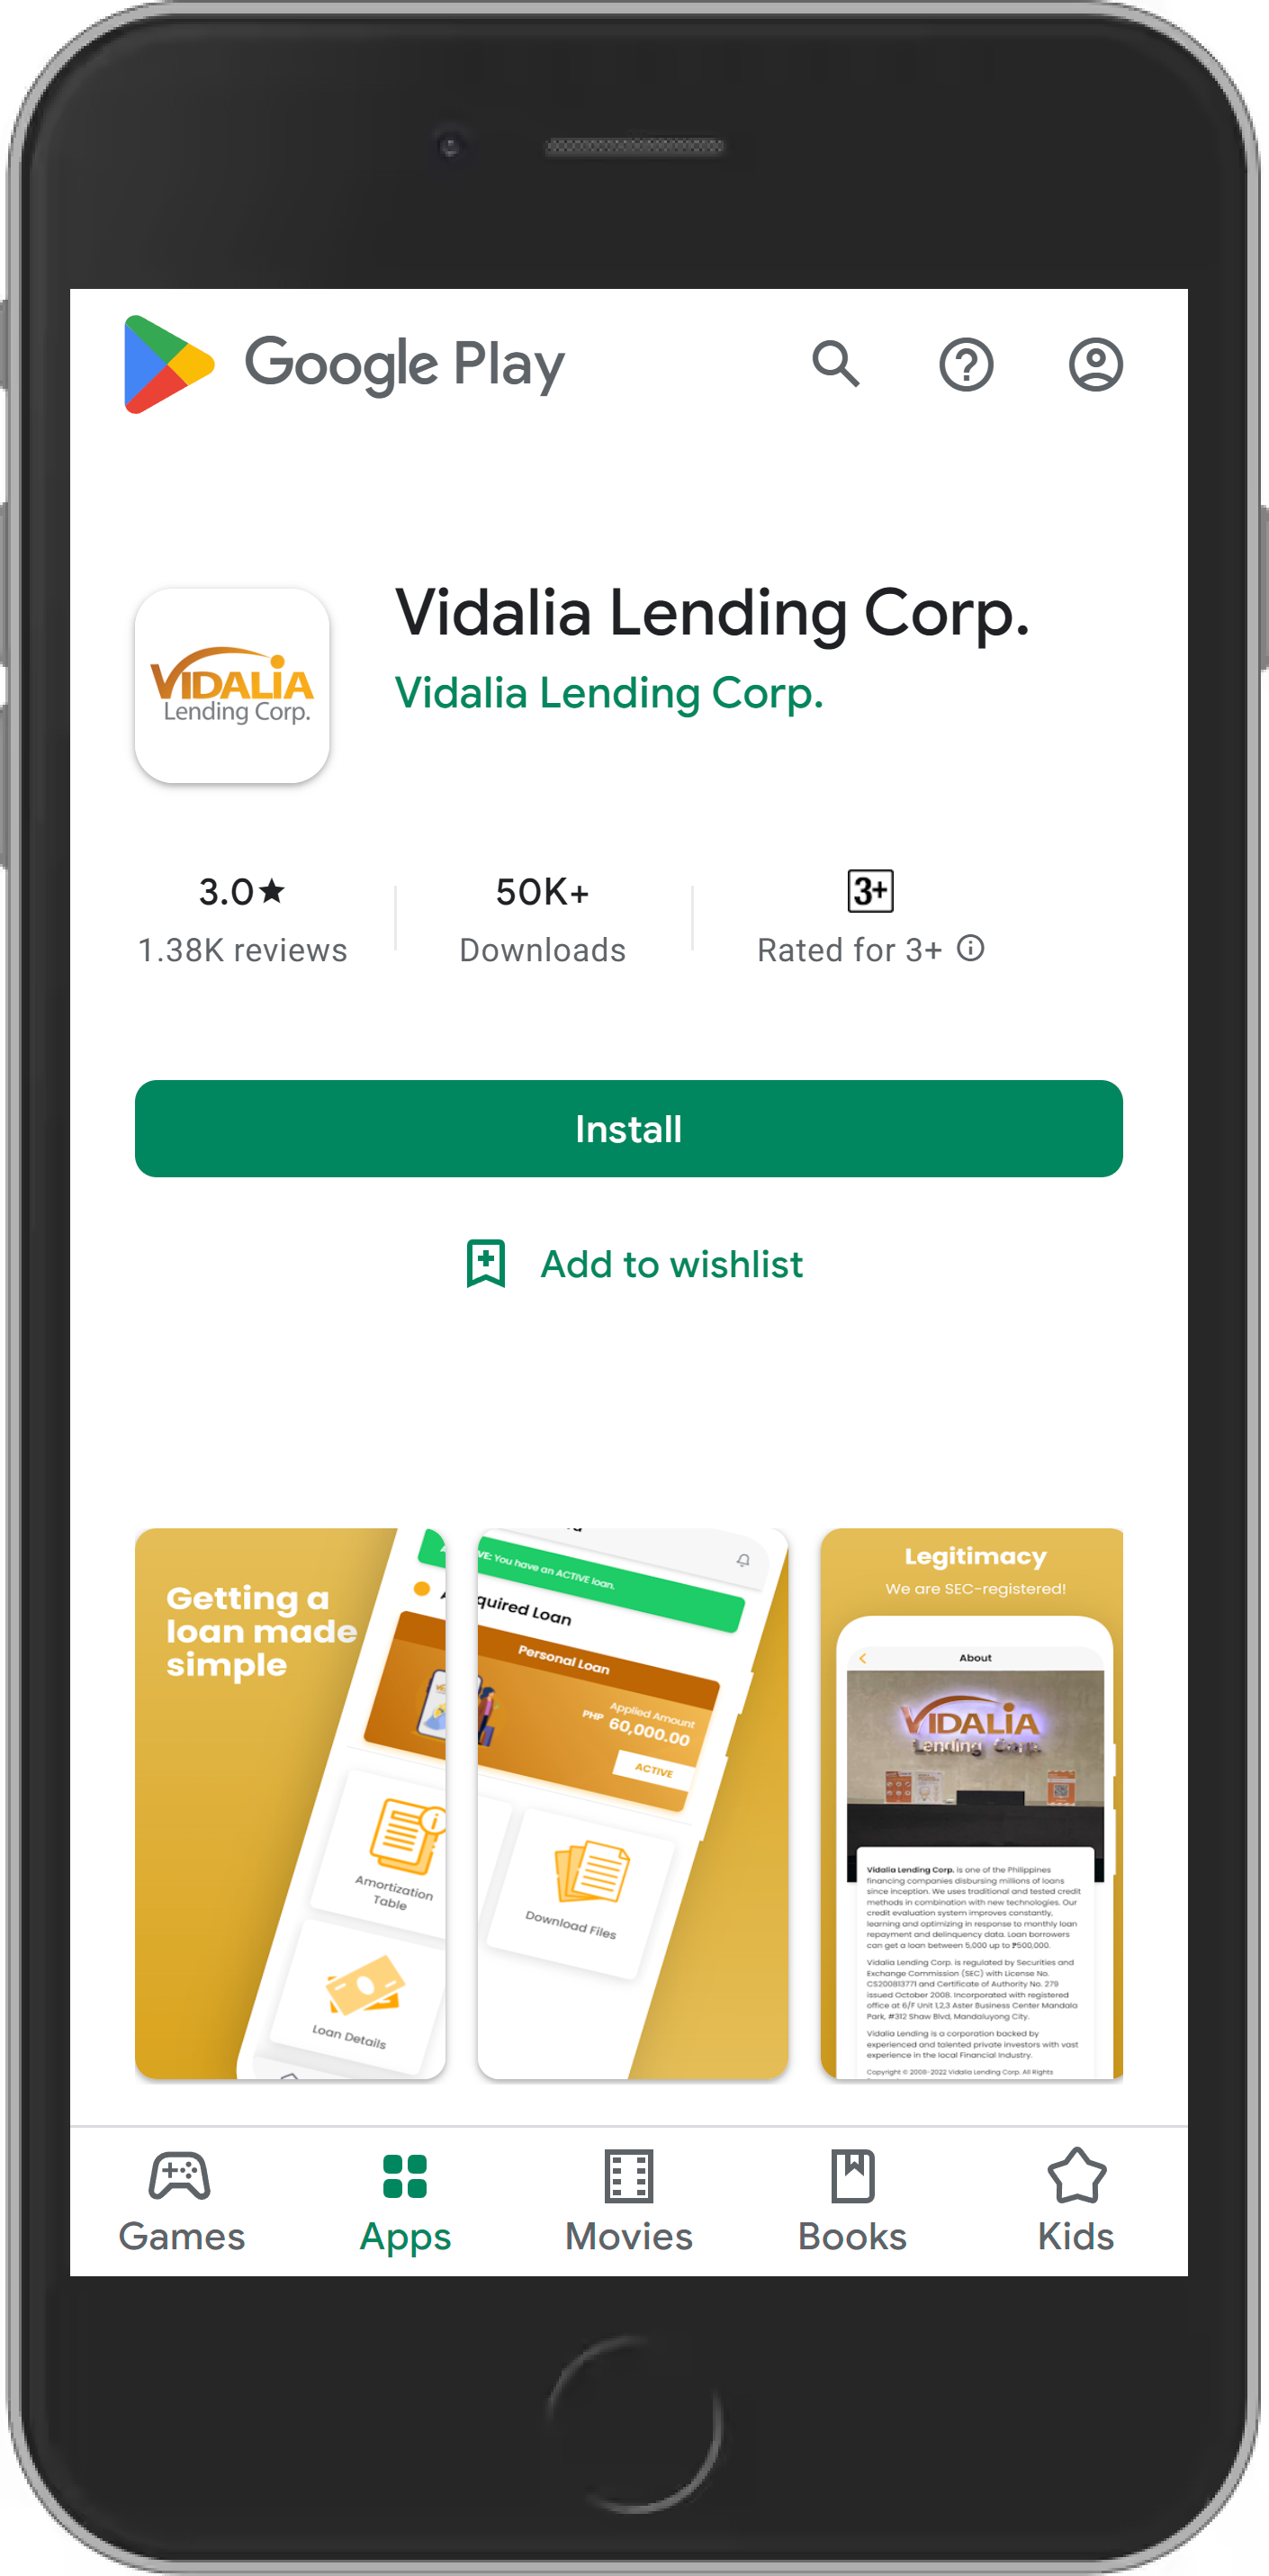 Google Play
VIDALIA
Lending Corp.
Vidalia Lending Corp.
Vidalia Lending Corp.
3.0★
1.38K reviews
50K+
Downloads
3+
Rated for 3+
Install
Add to wishlist
Getting a
loan made
simple
Amortization
Table
Loan Details
VE: You have an ACTIVE loan.
quired Loan
Personal Loan
Applied Amount
PHP 60,000.00
ACTIVE
Download Files
Legitimacy
We are SEC-registered!
About
VIDALIA
Lending Corp.
Vidalia Lending Corp. is one of the Philippines
financing companies disbursing millions of loans
since inception. We uses traditional and tested credit
methods in combination with new technologies. Our
credit evaluation system improves constantly,
learning and optimizing in response to monthly loan
repayment and delinquency data. Loan borrowers
can get a loan between 5,000 up to ₱500,000.
Vidalia Lending Corp. is regulated by Securities and
Exchange Commission (SEC) with License No.
CS200813771 and Certificate of Authority No. 279
issued October 2008. Incorporated with registered
office at 6/F Unit 1,2,3 Aster Business Center Mandala
Park, #312 Shaw Blvd, Mandaluyong City.
Vidalia Lending is a corporation backed by
experienced and talented private investors with vast
experience in the local Financial Industry.
Copyright © 2008-2022 Vidalia Lending Corp. All Rights
Games
Apps
Movies
Books
Kids